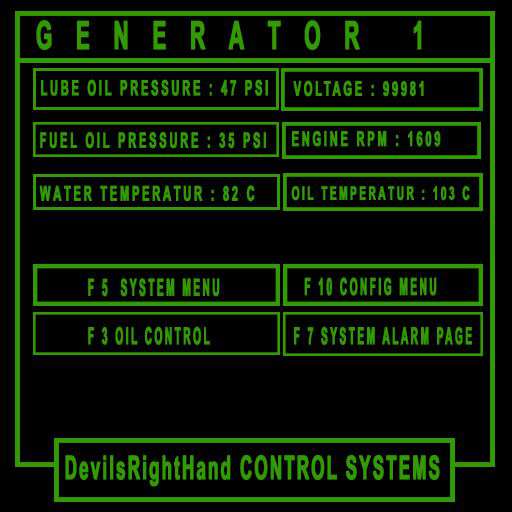 GENERATOR 1
LUBE OIL PRESSURE : 47 PSI
VOLTAGE : 99981
FUEL OIL PRESSURE : 35 PSI
ENGINE RPM : 1609
WATER TEMPERATUR : 82 C
OIL TEMPERATUR : 103 C
F 5 SYSTEM MENU
F 10 CONFIG MENU
F 3 OIL CONTROL
F 7 SYSTEM ALARM PAGE
DevilsRightHand CONTROL SYSTEMS